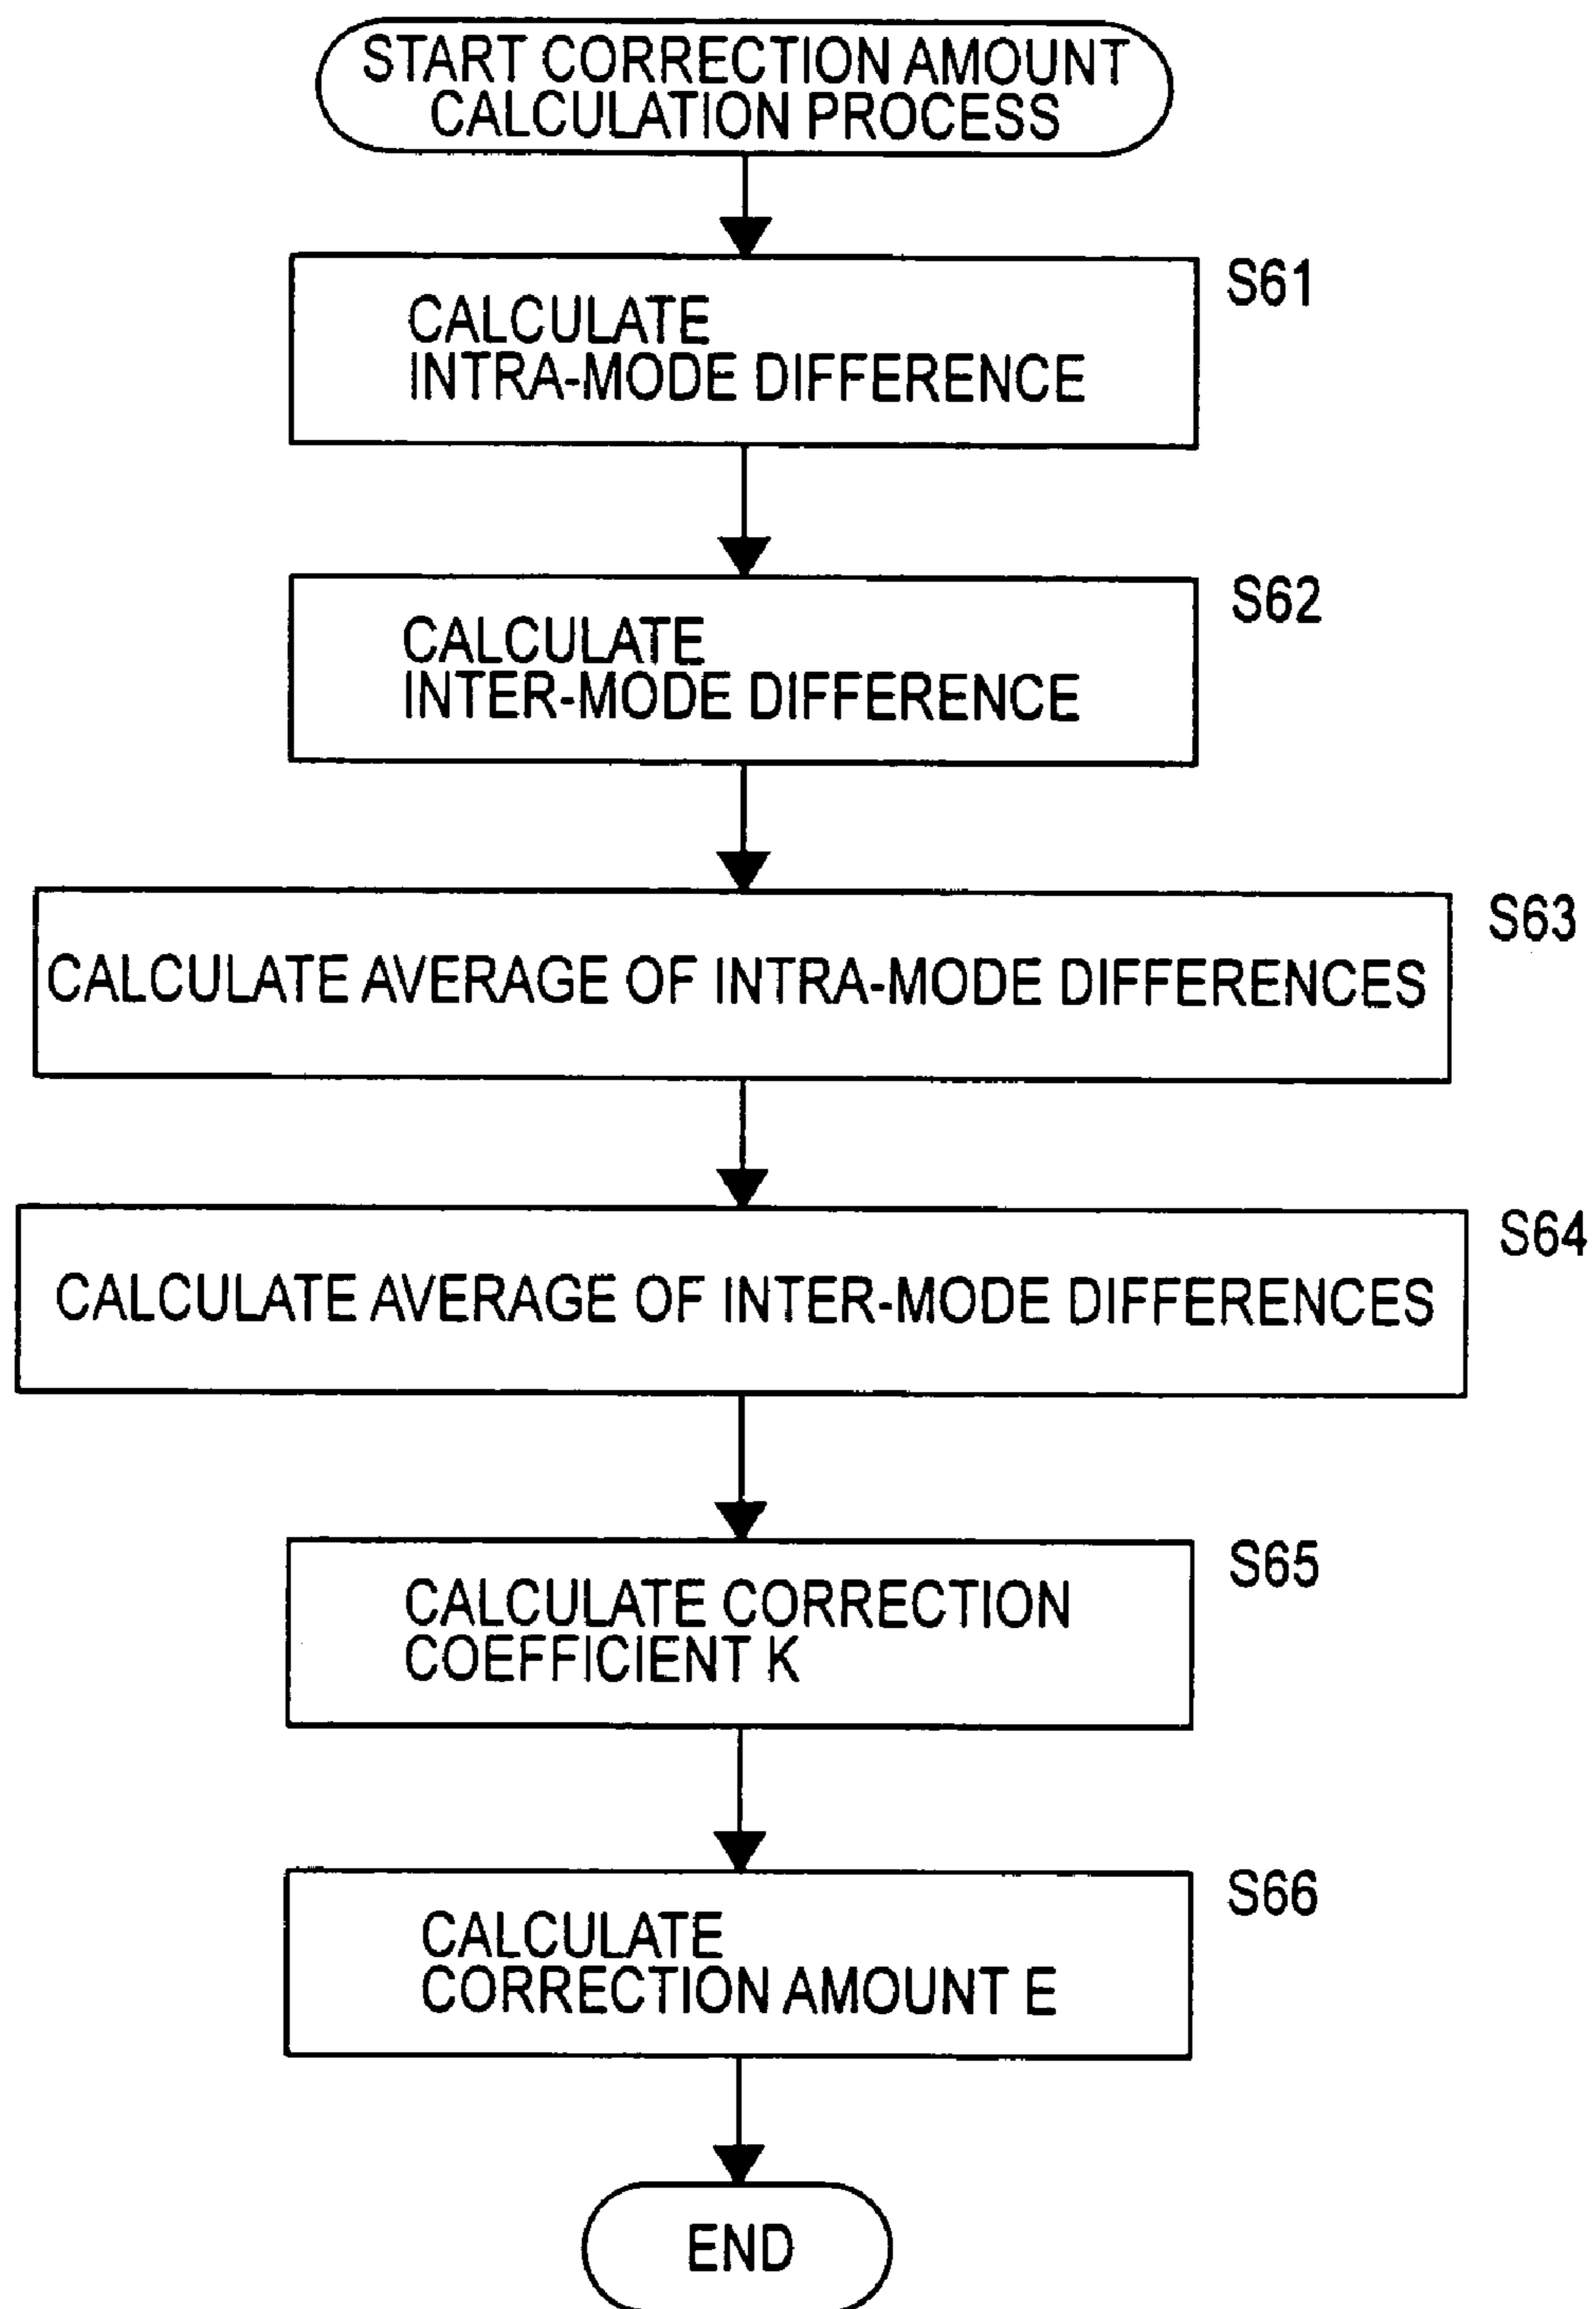 START CORRECTION AMOUNT
CALCULATION PROCESS
S61
CALCULATE
INTRA-MODE DIFFERENCE
S62
CALCULATE
INTER-MODE DIFFERENCE
S63
CALCULATE AVERAGE OF INTRA-MODE DIFFERENCES
S64
CALCULATE AVERAGE OF INTER-MODE DIFFERENCES
S65
CALCULATE CORRECTION
COEFFICIENT K
S66
CALCULATE
CORRECTION AMOUNT E
END